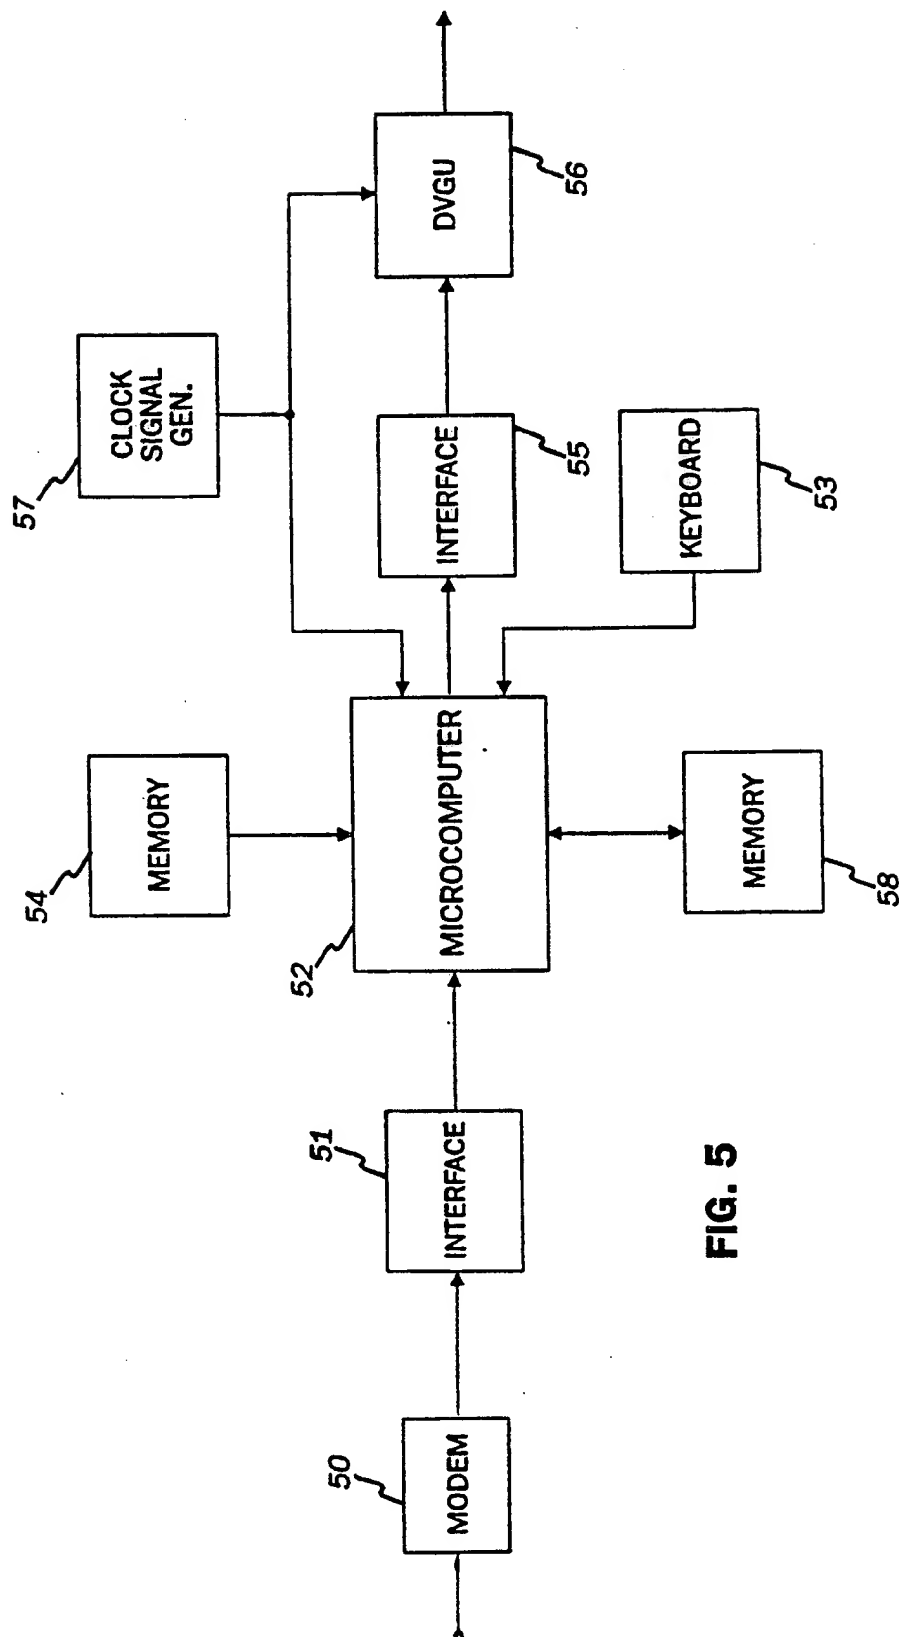 57
CLOCK
SIGNAL
GEN.
54
MEMORY
50
MODEM
51
INTERFACE
52
MICROCOMPUTER
INTERFACE
55
DVGU
56
MEMORY
58
KEYBOARD
53
FIG. 5